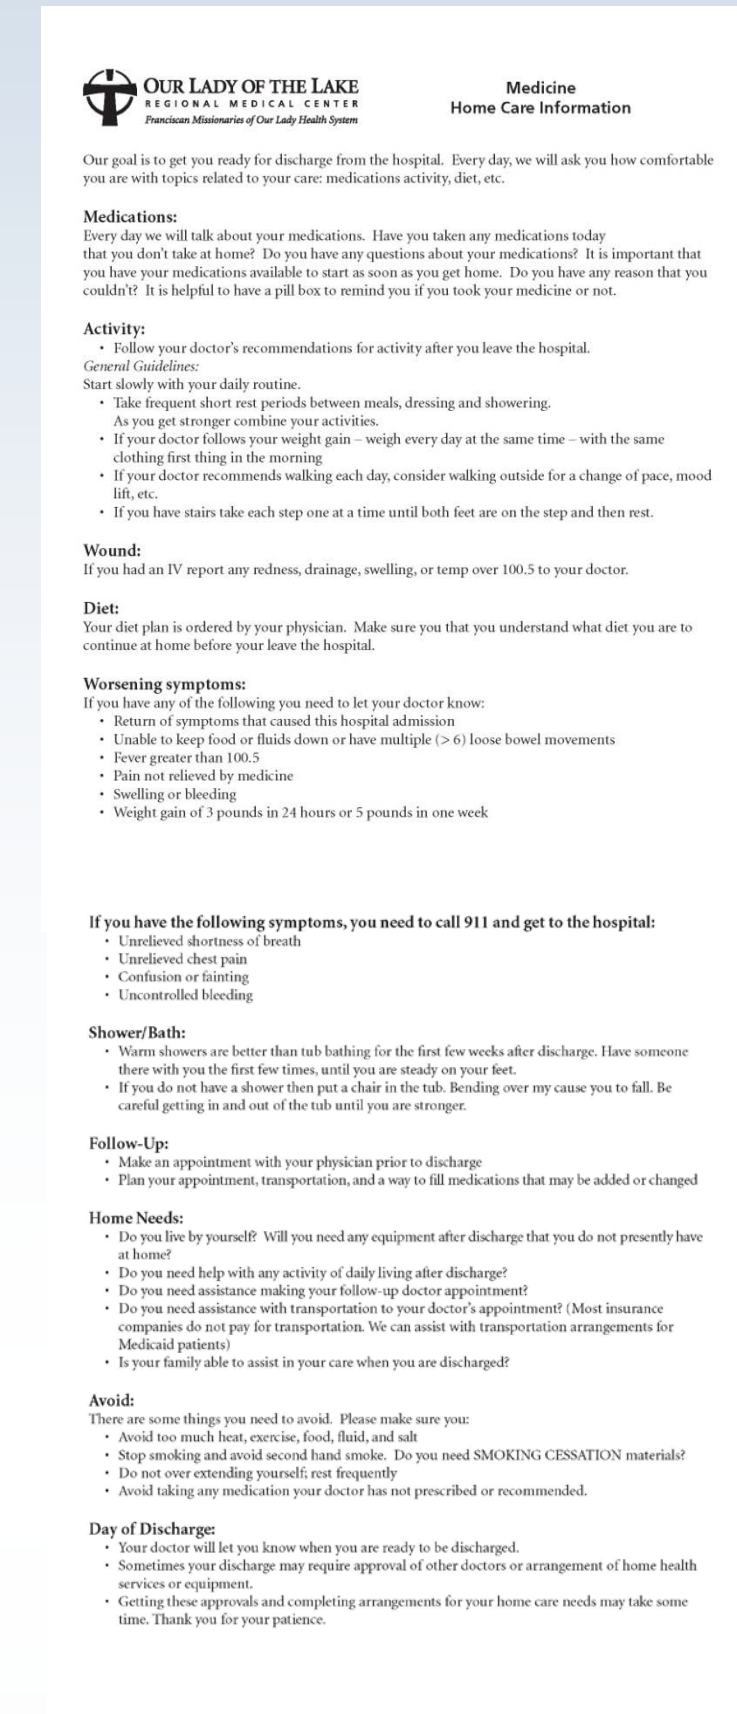 OUR LADY OF THE LAKE
REGIONAL MEDICAL CENTER
Franciscan Missionaries of Our Lady Health System
Medicine
Home Care Information
Our goal is to get you ready for discharge from the hospital. Every day, we will ask you how comfortable
you are with topics related to your care: medications activity, diet, etc.
Medications:
Every day we will talk about your medications. Have you taken any medications today
that you don't take at home? Do you have any questions about your medications? It is important that
you have your medications available to start as soon as you get home. Do you have any reason that you
couldn't? It is helpful to have a pill box to remind you if you took your medicine or not.
Activity:
• Follow your doctor's recommendations for activity after you leave the hospital.
General Guidelines:
Start slowly with your daily routine.
• Take frequent short rest periods between meals, dressing and showering.
As you get stronger combine your activities.
• If your doctor follows your weight gain – weigh every day at the same time – with the same
clothing first thing in the morning
• If your doctor recommends walking each day, consider walking outside for a change of pace, mood
lift, etc.
• If you have stairs take each step one at a time until both feet are on the step and then rest.
Wound:
If you had an IV report any redness, drainage, swelling, or temp over 100.5 to your doctor.
Diet:
Your diet plan is ordered by your physician. Make sure you that you understand what diet you are to
continue at home before your leave the hospital.
Worsening symptoms:
If you have any of the following you need to let your doctor know:
• Return of symptoms that caused this hospital admission
• Unable to keep food or fluids down or have multiple (> 6) loose bowel movements
• Fever greater than 100.5
• Pain not relieved by medicine
• Swelling or bleeding
• Weight gain of 3 pounds in 24 hours or 5 pounds in one week
If you have the following symptoms, you need to call 911 and get to the hospital:
• Unrelieved shortness of breath
• Unrelieved chest pain
• Confusion or fainting
• Uncontrolled bleeding
Shower/Bath:
• Warm showers are better than tub bathing for the first few weeks after discharge. Have someone
there with you the first few times, until you are steady on your feet.
• If you do not have a shower then put a chair in the tub. Bending over my cause you to fall. Be
careful getting in and out of the tub until you are stronger.
Follow-Up:
• Make an appointment with your physician prior to discharge
• Plan your appointment, transportation, and a way to fill medications that may be added or changed
Home Needs:
• Do you live by yourself? Will you need any equipment after discharge that you do not presently have
at home?
• Do you need help with any activity of daily living after discharge?
• Do you need assistance making your follow-up doctor appointment?
• Do you need assistance with transportation to your doctor's appointment? (Most insurance
companies do not pay for transportation. We can assist with transportation arrangements for
Medicaid patients)
• Is your family able to assist in your care when you are discharged?
Avoid:
There are some things you need to avoid. Please make sure you:
• Avoid too much heat, exercise, food, fluid, and salt
• Stop smoking and avoid second hand smoke. Do you need SMOKING CESSATION materials?
• Do not over extending yourself; rest frequently
• Avoid taking any medication your doctor has not prescribed or recommended.
Day of Discharge:
• Your doctor will let you know when you are ready to be discharged.
• Sometimes your discharge may require approval of other doctors or arrangement of home health
services or equipment.
• Getting these approvals and completing arrangements for your home care needs may take some
time. Thank you for your patience.